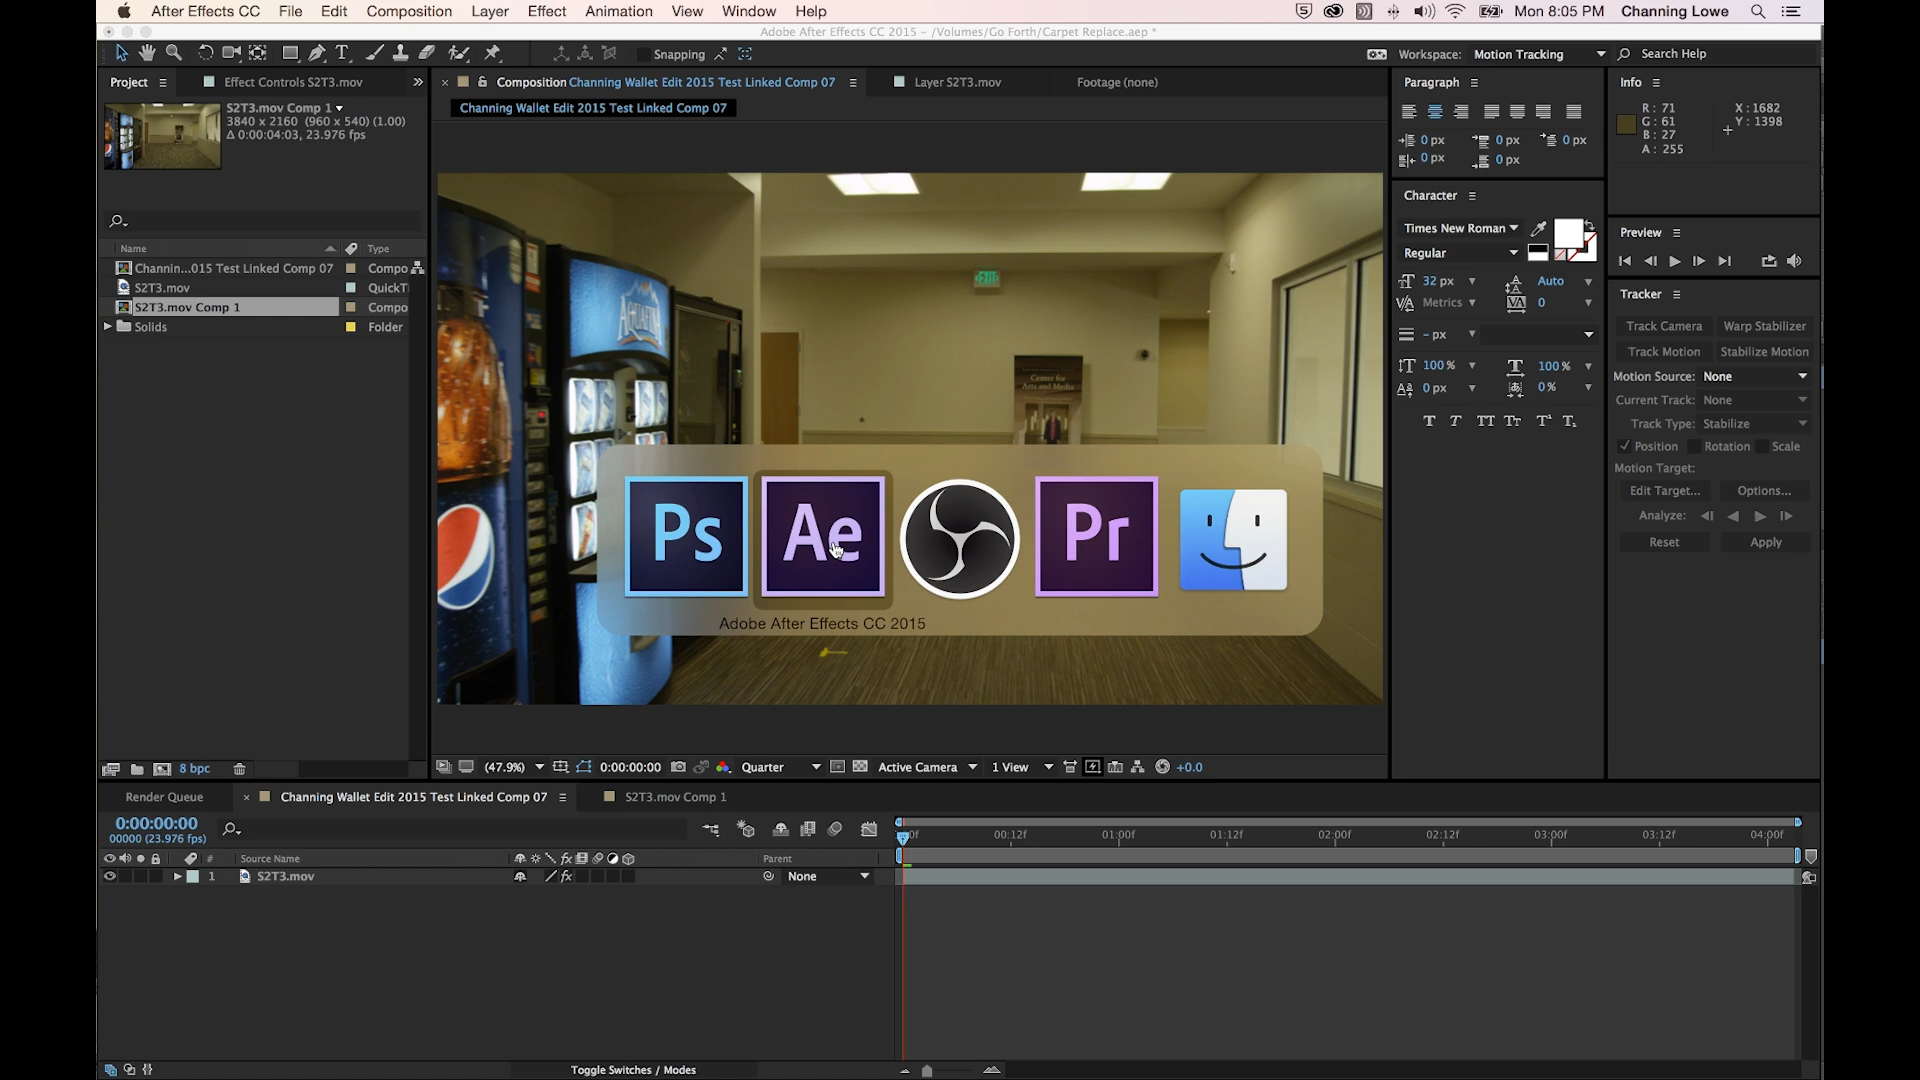 After Effects CC File Edit Composition Layer Effect Animation View Window Help Mon 8:05 PM Channing Lowe
Adobe After Effects CC 2015 - /Volumes/Go Forth/Carpet Replace.aep *
Snapping Workspace: Motion Tracking Search Help
Project Effect Controls S2T3.mov Composition Channing Wallet Edit 2015 Test Linked Comp 07 Layer S2T3.mov Footage (none) Paragraph Info
S2T3.mov Comp 1
3840 x 2160 (960 x 540) (1.00)
Δ 0:00:04:03, 23.976 fps
Channing Wallet Edit 2015 Test Linked Comp 07
0 px 0 px 0 px
0 px 0 px
R: 71
G: 61
B: 27
A: 255
X: 1682
Y: 1398
Name Type
Channin...015 Test Linked Comp 07 Compo
S2T3.mov QuickT
S2T3.mov Comp 1 Compo
Solids Folder
AQUAFINA
EXIT
Center for
Arts and Media
Ps Ae Pr
Adobe After Effects CC 2015
Character
Times New Roman
Regular
32 px Auto
Metrics 0
- px
100 % 100 %
0 px 0 %
T T TT Tt T¹ T₁
Preview
Tracker
Track Camera Warp Stabilizer
Track Motion Stabilize Motion
Motion Source: None
Current Track: None
Track Type: Stabilize
Position Rotation Scale
Motion Target:
Edit Target... Options...
Analyze:
Reset Apply
8 bpc (47.9%) 0:00:00:00 Quarter Active Camera 1 View +0.0
Render Queue Channing Wallet Edit 2015 Test Linked Comp 07 S2T3.mov Comp 1
0:00:00:00
00000 (23.976 fps)
00:12f 01:00f 01:12f 02:00f 02:12f 03:00f 03:12f 04:00f
# Source Name Parent
1 S2T3.mov None
Toggle Switches / Modes